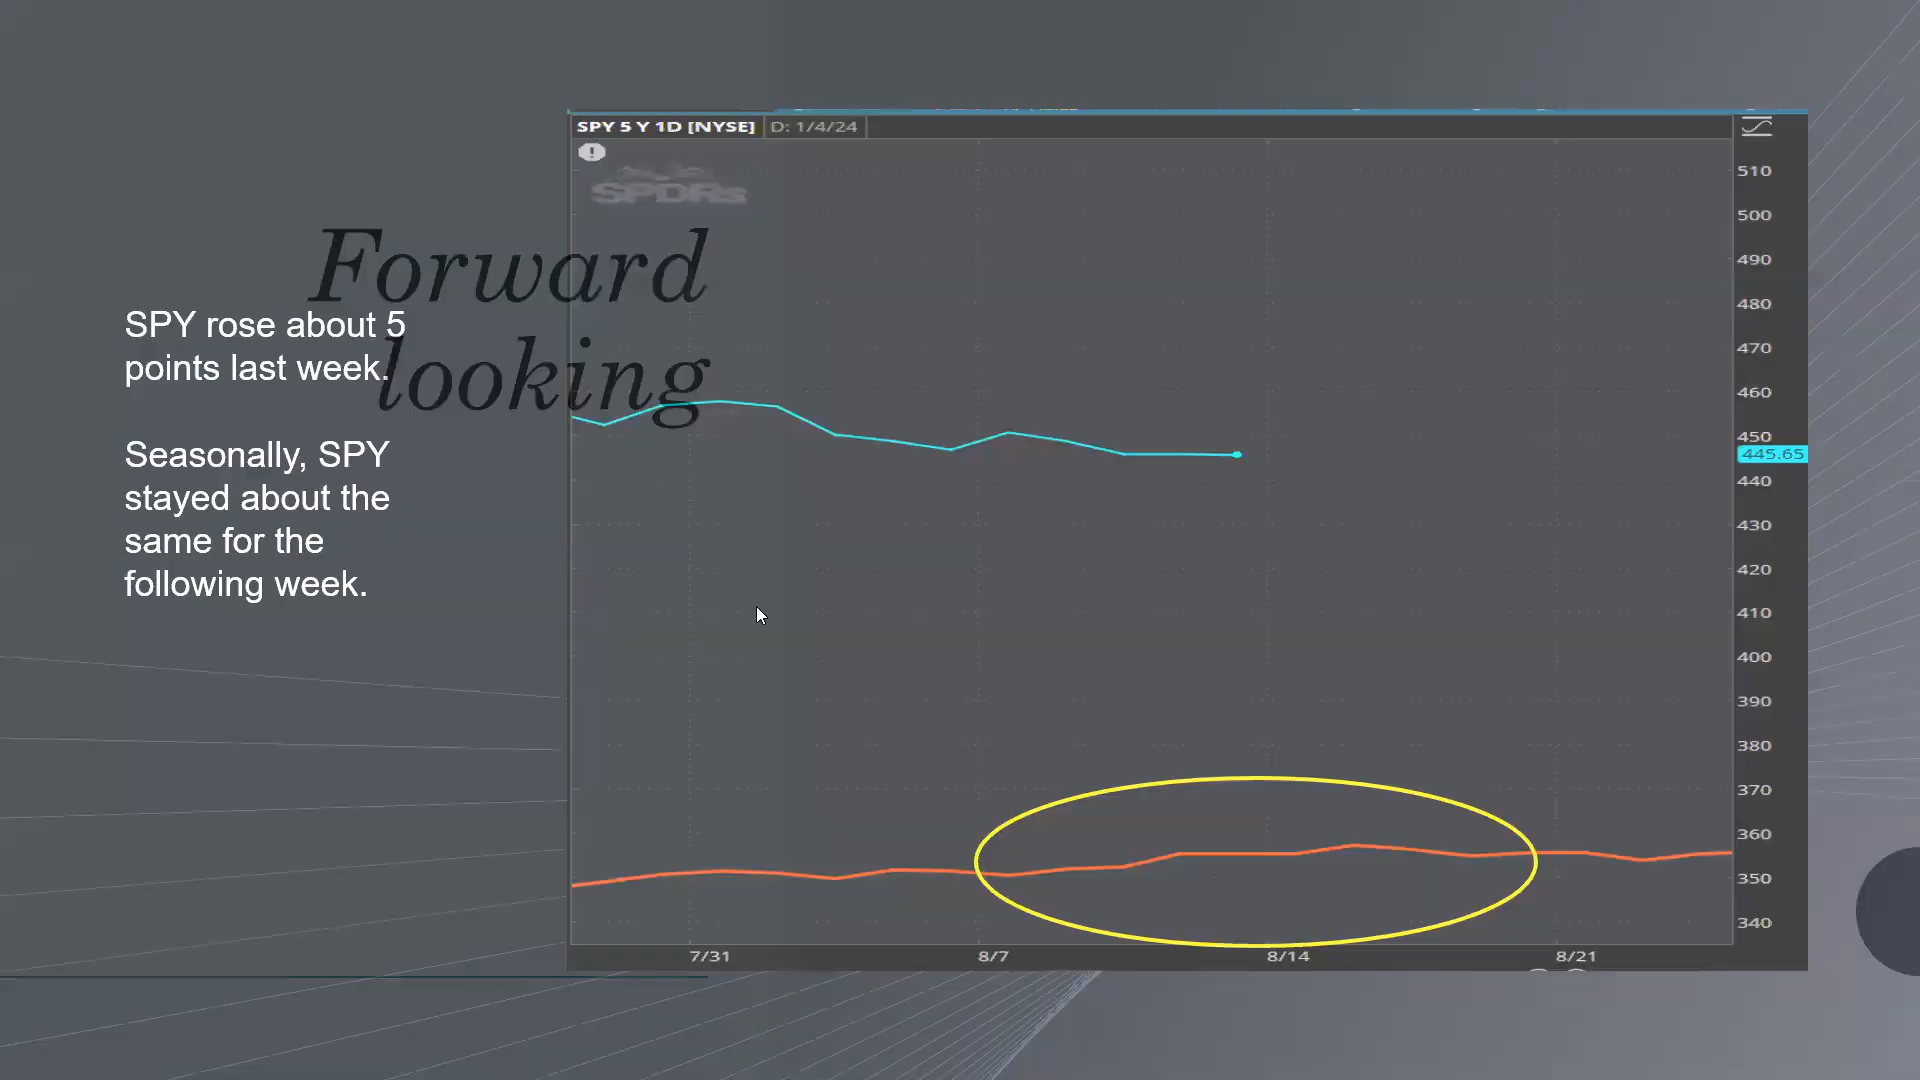 SPY 5 Y 1D [NYSE] D: 1/4/24
!
SPDRs
Forward
looking
SPY rose about 5
points last week.
Seasonally, SPY
stayed about the
same for the
following week.
510
500
490
480
470
460
450
445.65
440
430
420
410
400
390
380
370
360
350
340
7/31 8/7 8/14 8/21